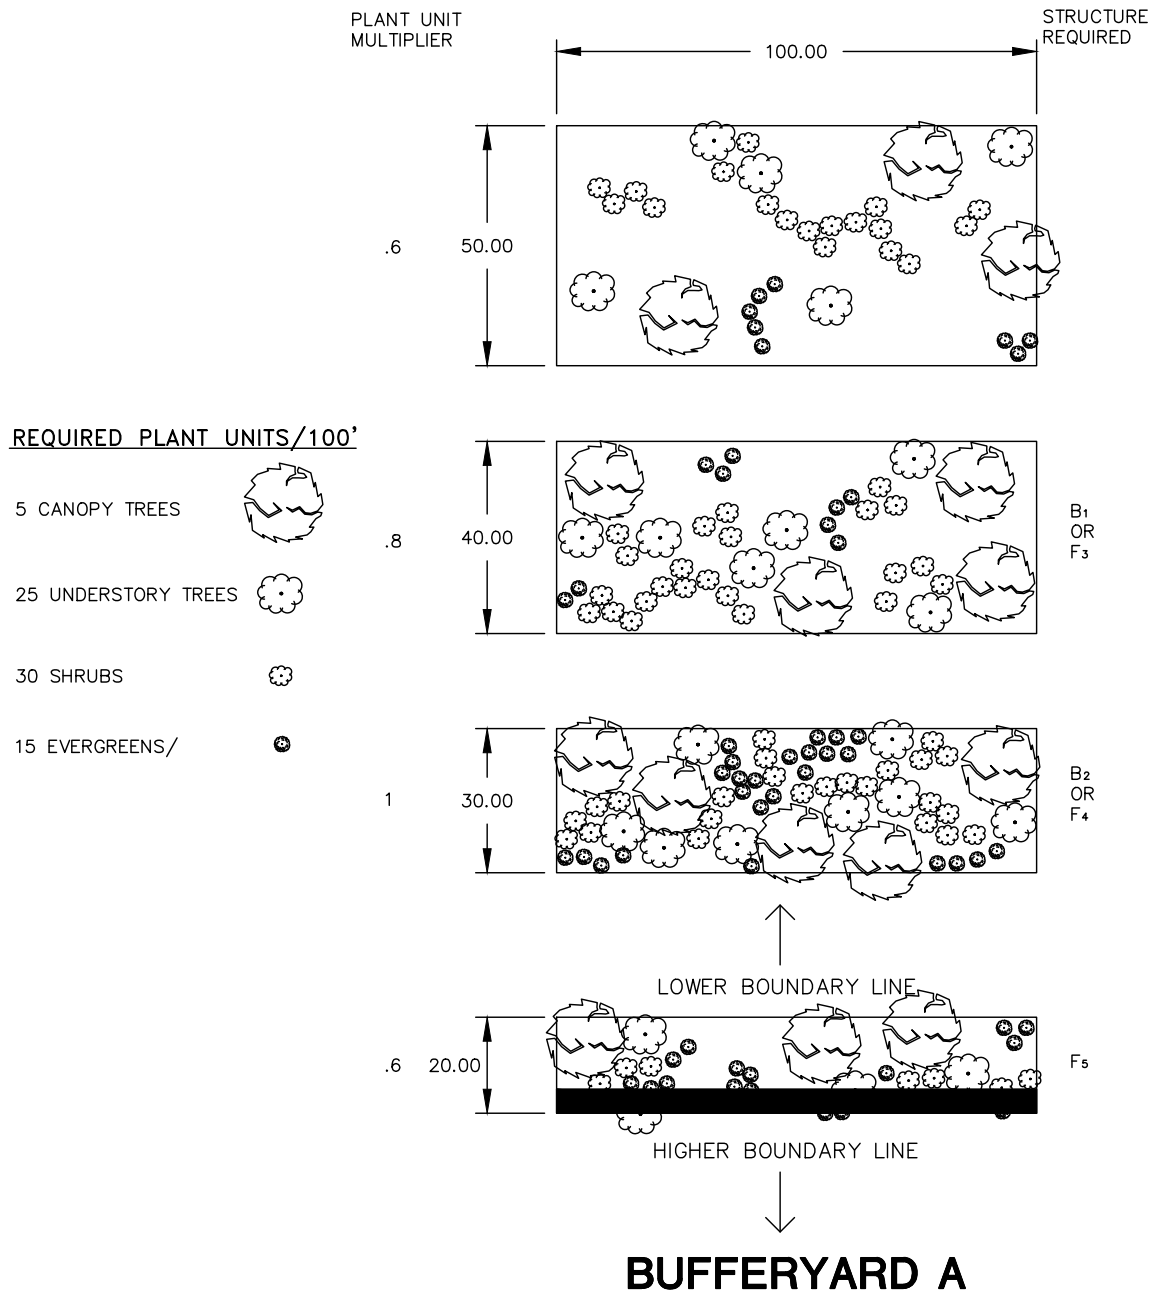 PLANT UNIT
MULTIPLIER
STRUCTURE
REQUIRED
100.00
.6
50.00
REQUIRED PLANT UNITS/100'
5 CANOPY TREES
25 UNDERSTORY TREES
30 SHRUBS
15 EVERGREENS/
.8
40.00
B1
OR
F3
1
30.00
B2
OR
F4
LOWER BOUNDARY LINE
.6
20.00
F5
HIGHER BOUNDARY LINE
BUFFERYARD A